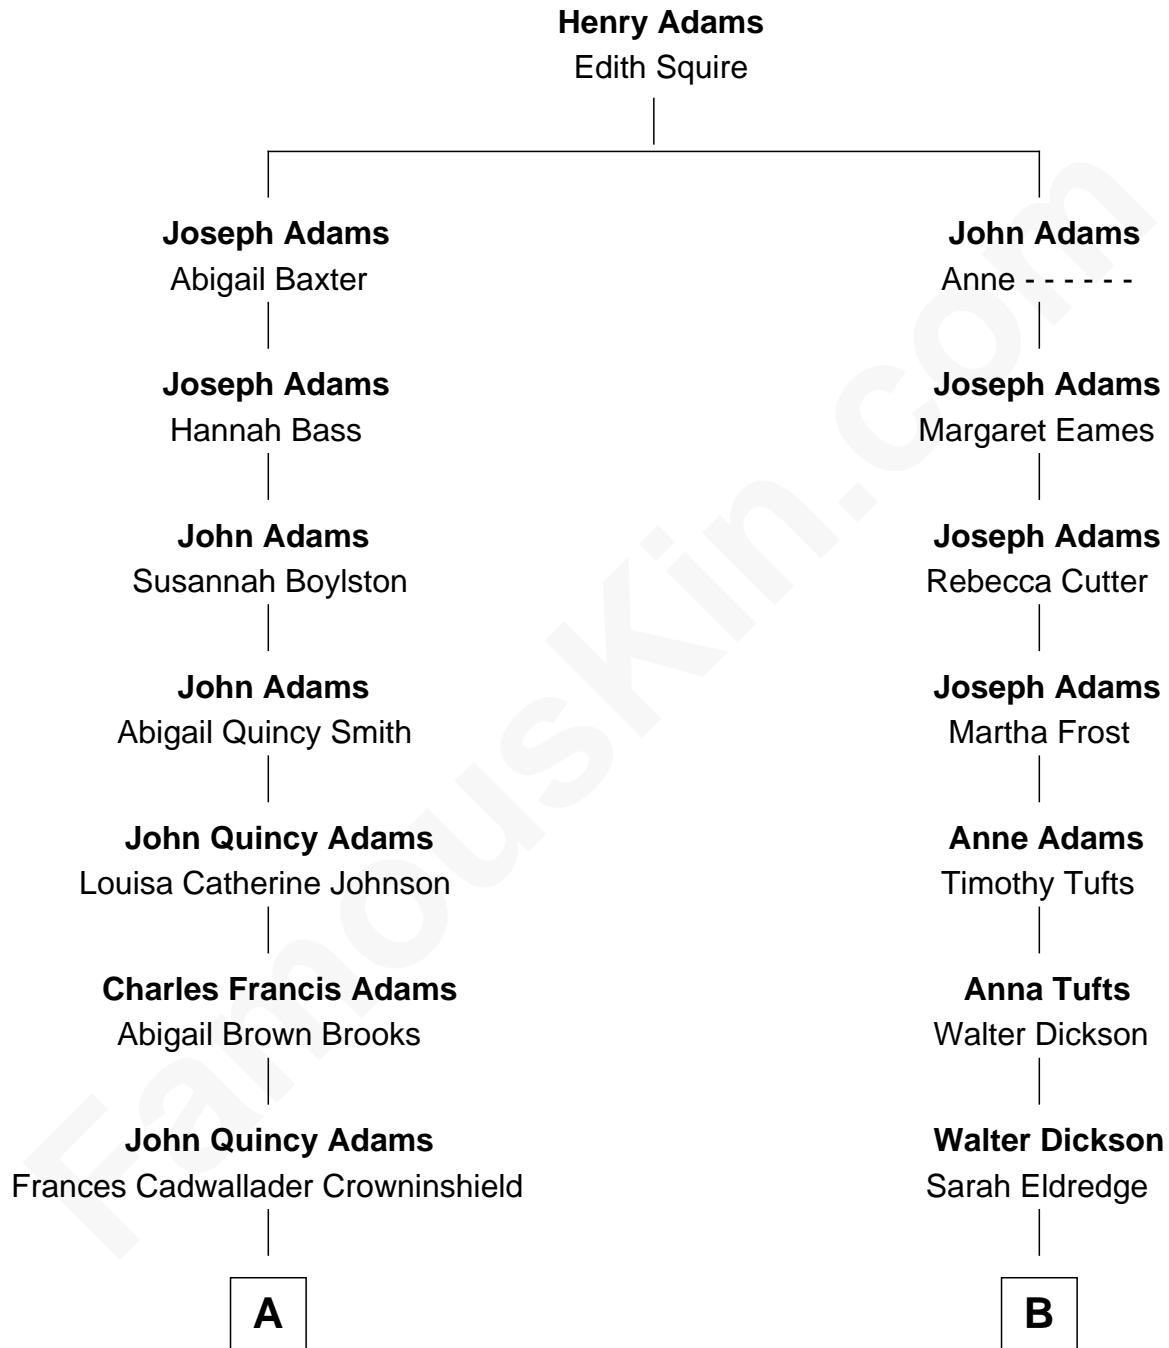 Henry Adams
Edith Squire
Joseph Adams
Abigail Baxter
John Adams
Anne - - - - - -
Joseph Adams
Hannah Bass
Joseph Adams
Margaret Eames
John Adams
Susannah Boylston
Joseph Adams
Rebecca Cutter
John Adams
Abigail Quincy Smith
Joseph Adams
Martha Frost
John Quincy Adams
Louisa Catherine Johnson
Anne Adams
Timothy Tufts
Charles Francis Adams
Abigail Brown Brooks
Anna Tufts
Walter Dickson
John Quincy Adams
Frances Cadwallader Crowninshield
Walter Dickson
Sarah Eldredge
A
B
FamousKin.com